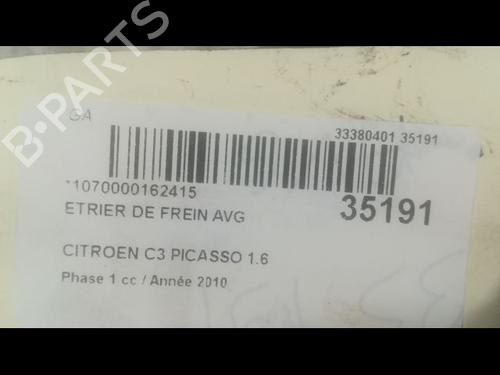 B-PARTS
GA
33380401 35191
*1070000162415
35191
ETRIER DE FREIN AVG
CITROEN C3 PICASSO 1.6
Phase 1 cc / Année 2010